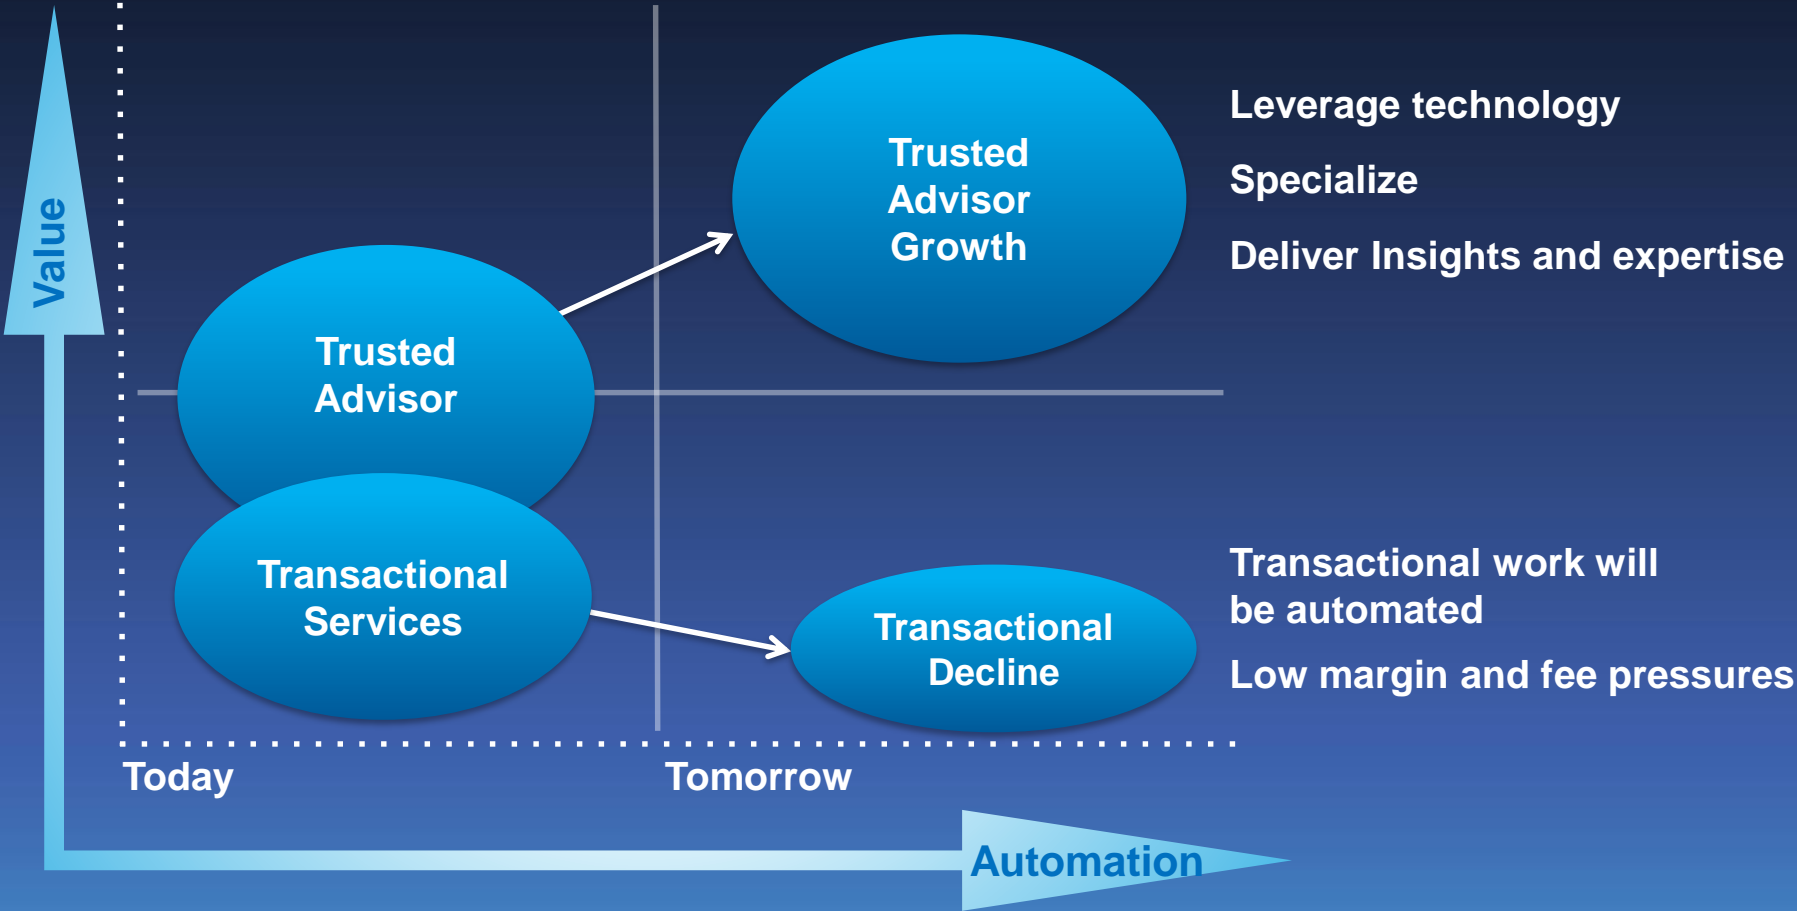 Value
Trusted
Advisor
Growth
Leverage technology
Specialize
Deliver Insights and expertise
Trusted
Advisor
Transactional
Services
Transactional
Decline
Transactional work will
be automated
Low margin and fee pressures
Today
Tomorrow
Automation